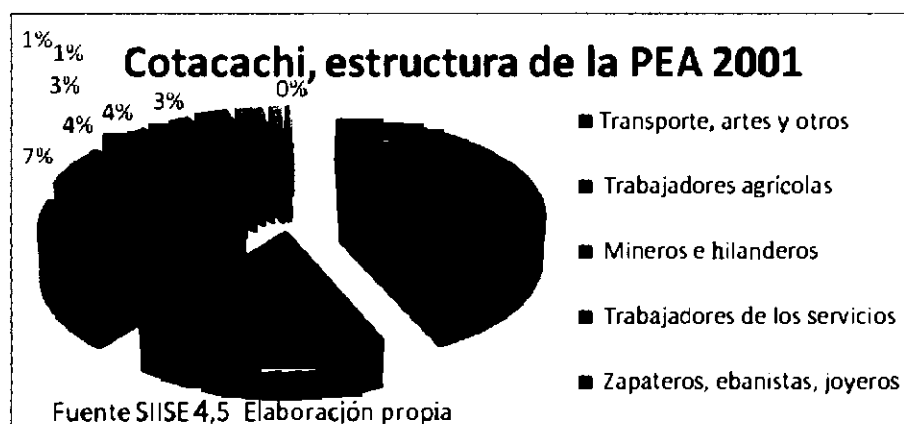 Cotacachi, estructura de la PEA 2001
1%
1%
3%
0%
3%
4%
4%
7%
Transporte, artes y otros
Trabajadores agrícolas
Mineros e hilanderos
Trabajadores de los servicios
Zapateros, ebanistas, joyeros
Fuente SIISE 4,5 Elaboración propia